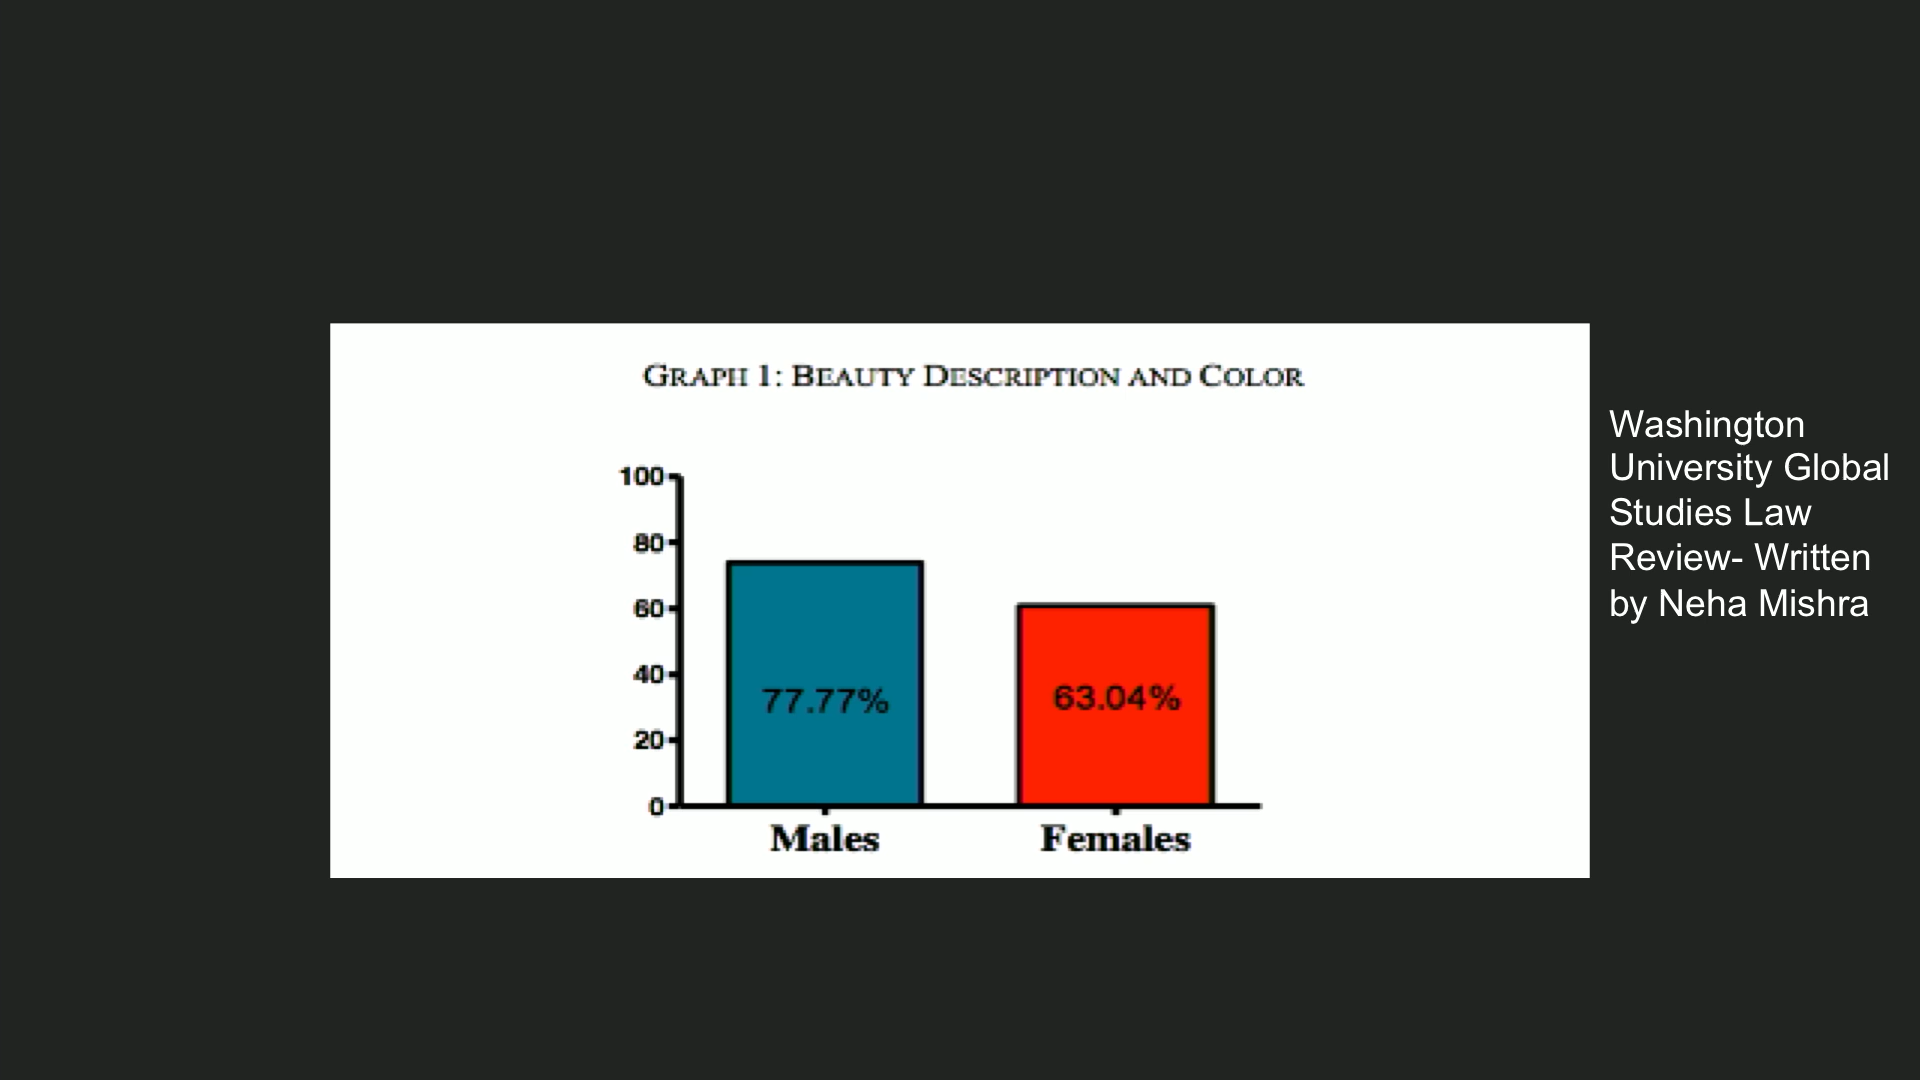 GRAPH 1: BEAUTY DESCRIPTION AND COLOR
100
80
60
40
20
0
77.77%
63.04%
Males
Females
Washington
University Global
Studies Law
Review- Written
by Neha Mishra